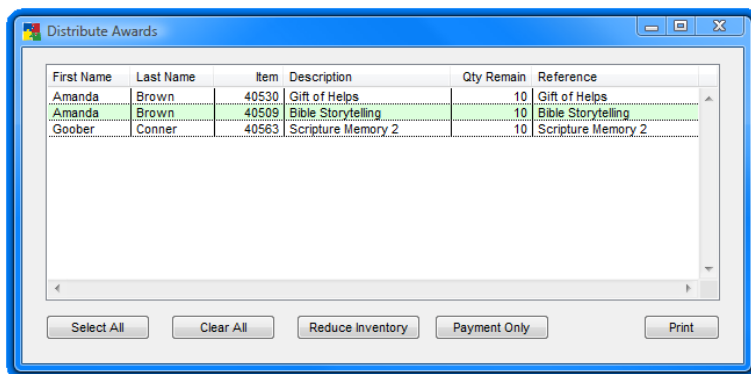 Distribute Awards
First Name Last Name Item Description Qty Remain Reference
Amanda Brown 40530 Gift of Helps 10 Gift of Helps
Amanda Brown 40509 Bible Storytelling 10 Bible Storytelling
Goober Conner 40563 Scripture Memory 2 10 Scripture Memory 2
Select All Clear All Reduce Inventory Payment Only Print